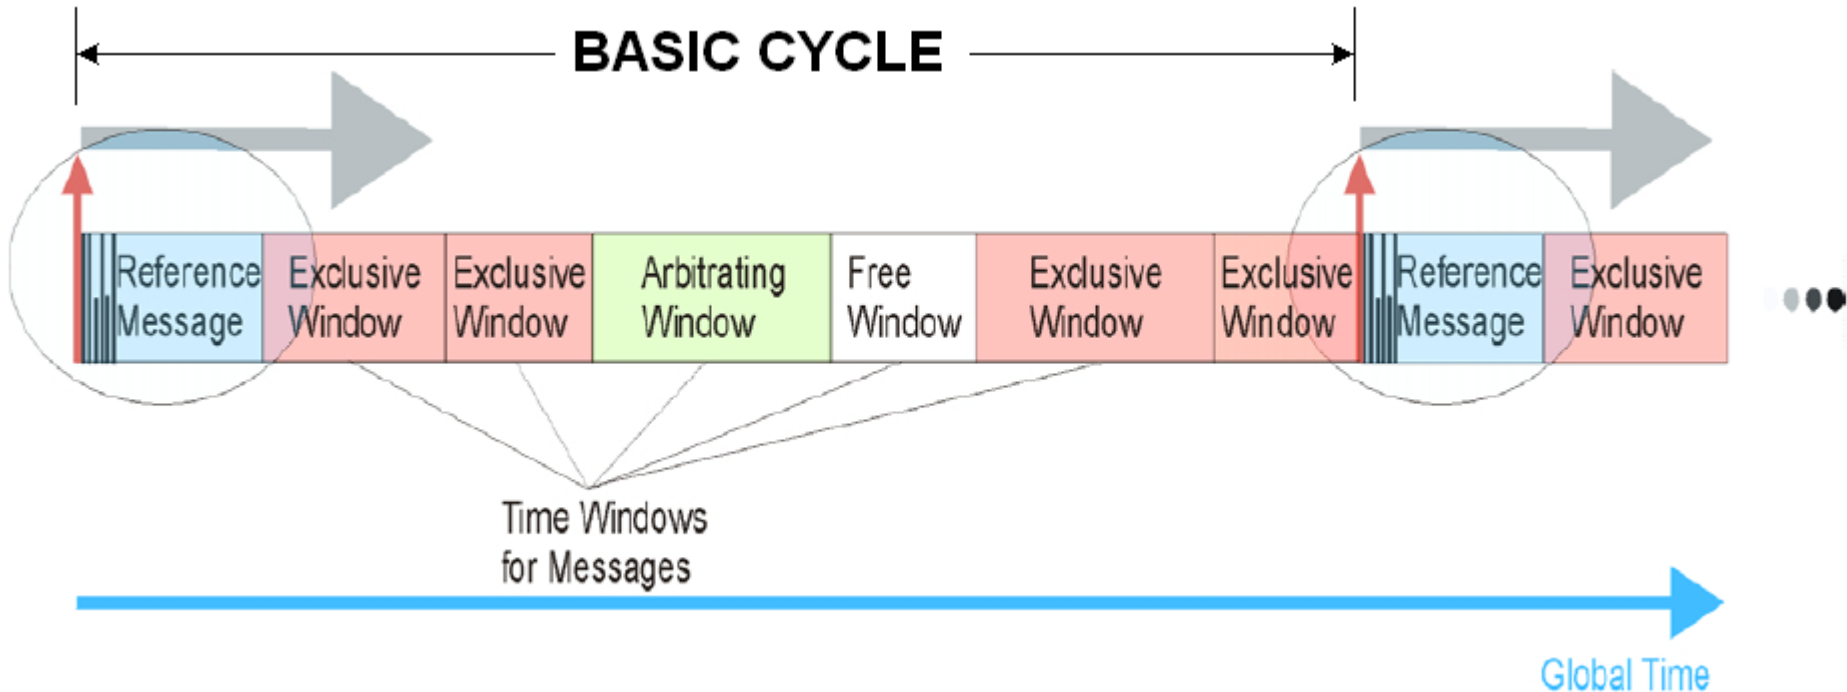 BASIC CYCLE
Reference
Message
Exclusive
Window
Exclusive
Window
Arbitrating
Window
Free
Window
Exclusive
Window
Exclusive
Window
Reference
Message
Exclusive
Window
Time Windows
for Messages
Global Time